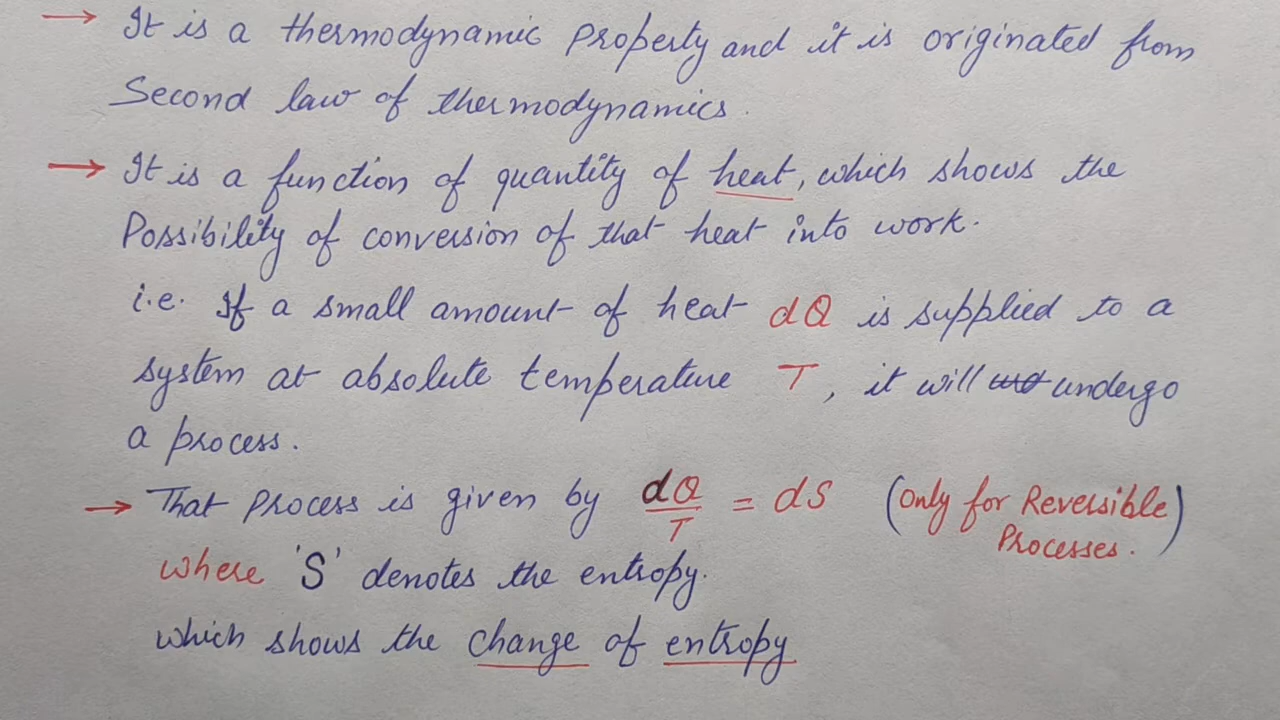 → It is a thermodynamic property and it is originated from
Second law of thermodynamics.
→ It is a function of quantity of heat, which shows the
Possibility of conversion of that heat into work.
i.e. If a small amount of heat dQ is supplied to a
system at absolute temperature T, it will undergo
a process.
→ That process is given by dQ/T = dS (Only for Reversible
Processes.)
where 'S' denotes the entropy.
which shows the change of entropy